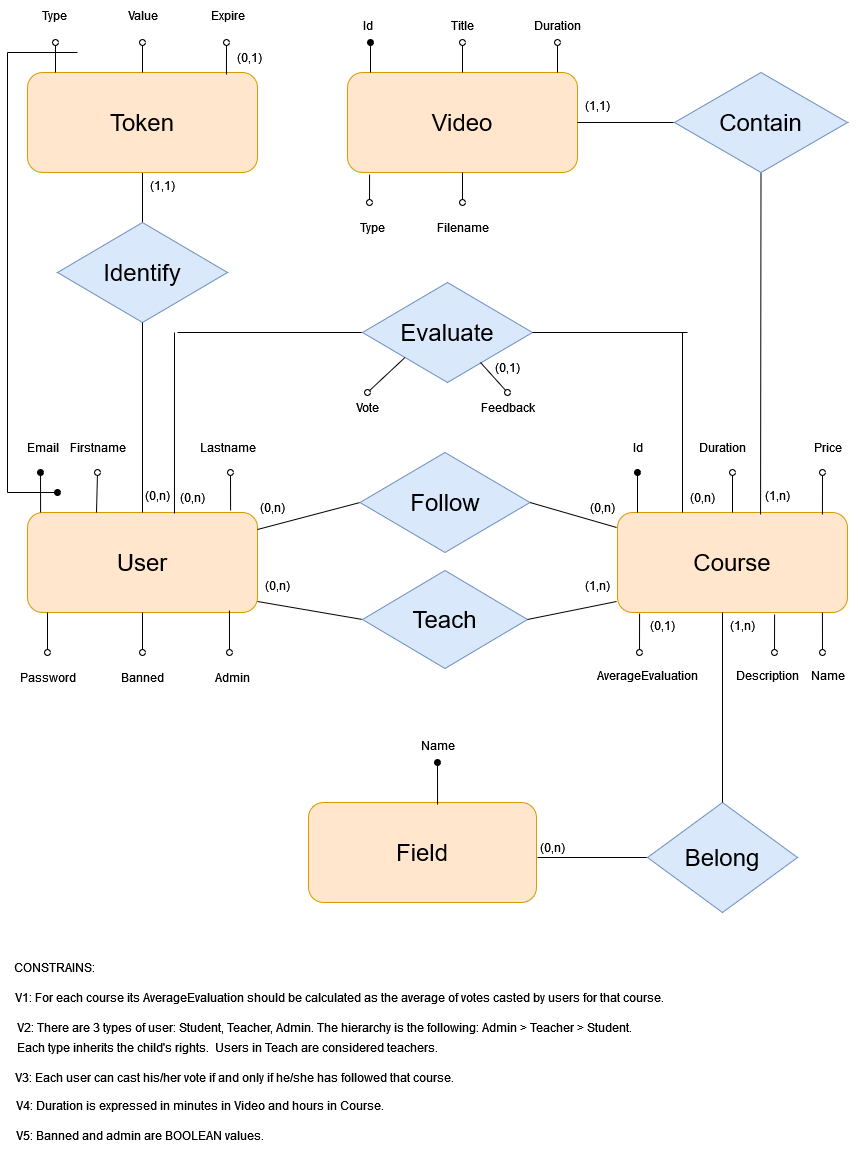 Type
Value
Expire
(0,1)
Id
Title
Duration
Token
Video
(1,1)
Contain
(1,1)
Type
Filename
Identify
Evaluate
(0,1)
Vote
Feedback
Email
Firstname
Lastname
Id
Duration
Price
(0,n)
(0,n)
(0,n)
(0,n)
(0,n)
(1,n)
Follow
User
Course
(0,n)
(1,n)
Teach
(0,1)
(1,n)
Password
Banned
Admin
AverageEvaluation
Description
Name
Name
Field
(0,n)
Belong
CONSTRAINS:
V1: For each course its AverageEvaluation should be calculated as the average of votes casted by users for that course.
V2: There are 3 types of user: Student, Teacher, Admin. The hierarchy is the following: Admin > Teacher > Student.
Each type inherits the child's rights. Users in Teach are considered teachers.
V3: Each user can cast his/her vote if and only if he/she has followed that course.
V4: Duration is expressed in minutes in Video and hours in Course.
V5: Banned and admin are BOOLEAN values.